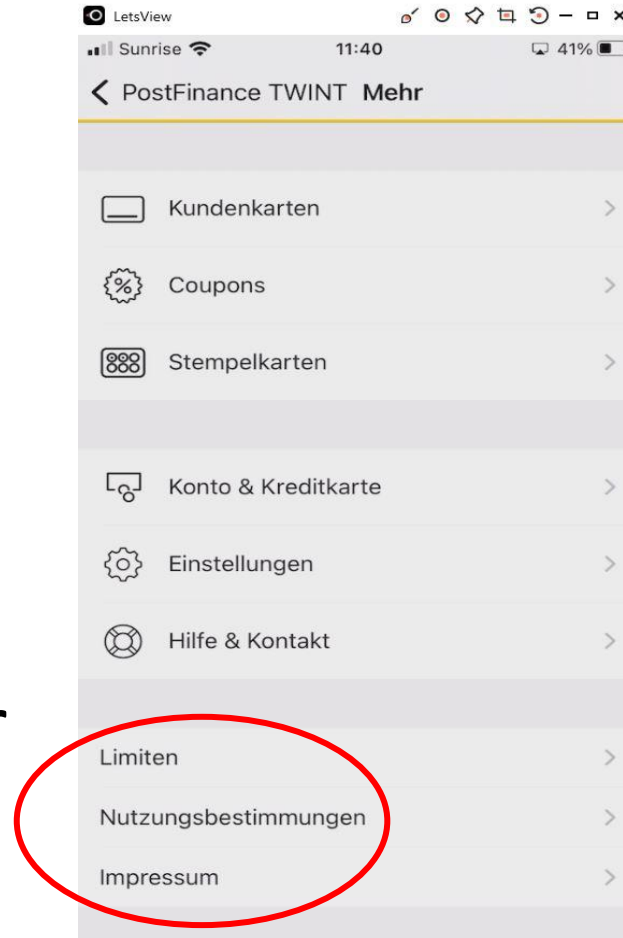 LetsView
Sunrise 11:40 41%
PostFinance TWINT Mehr
Kundenkarten
% Coupons
Stempelkarten
Konto & Kreditkarte
Einstellungen
Hilfe & Kontakt
Limiten
Nutzungsbestimmungen
Impressum